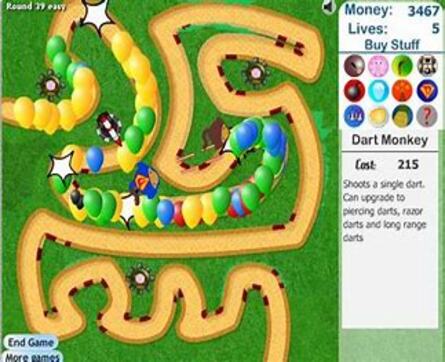 Round 39 easy
Money: 3467
Lives: 5
Buy Stuff
Dart Monkey
Cost: 215
Shoots a single dart.
Can upgrade to
piercing darts, razor
darts and long range
darts
End Game
More games